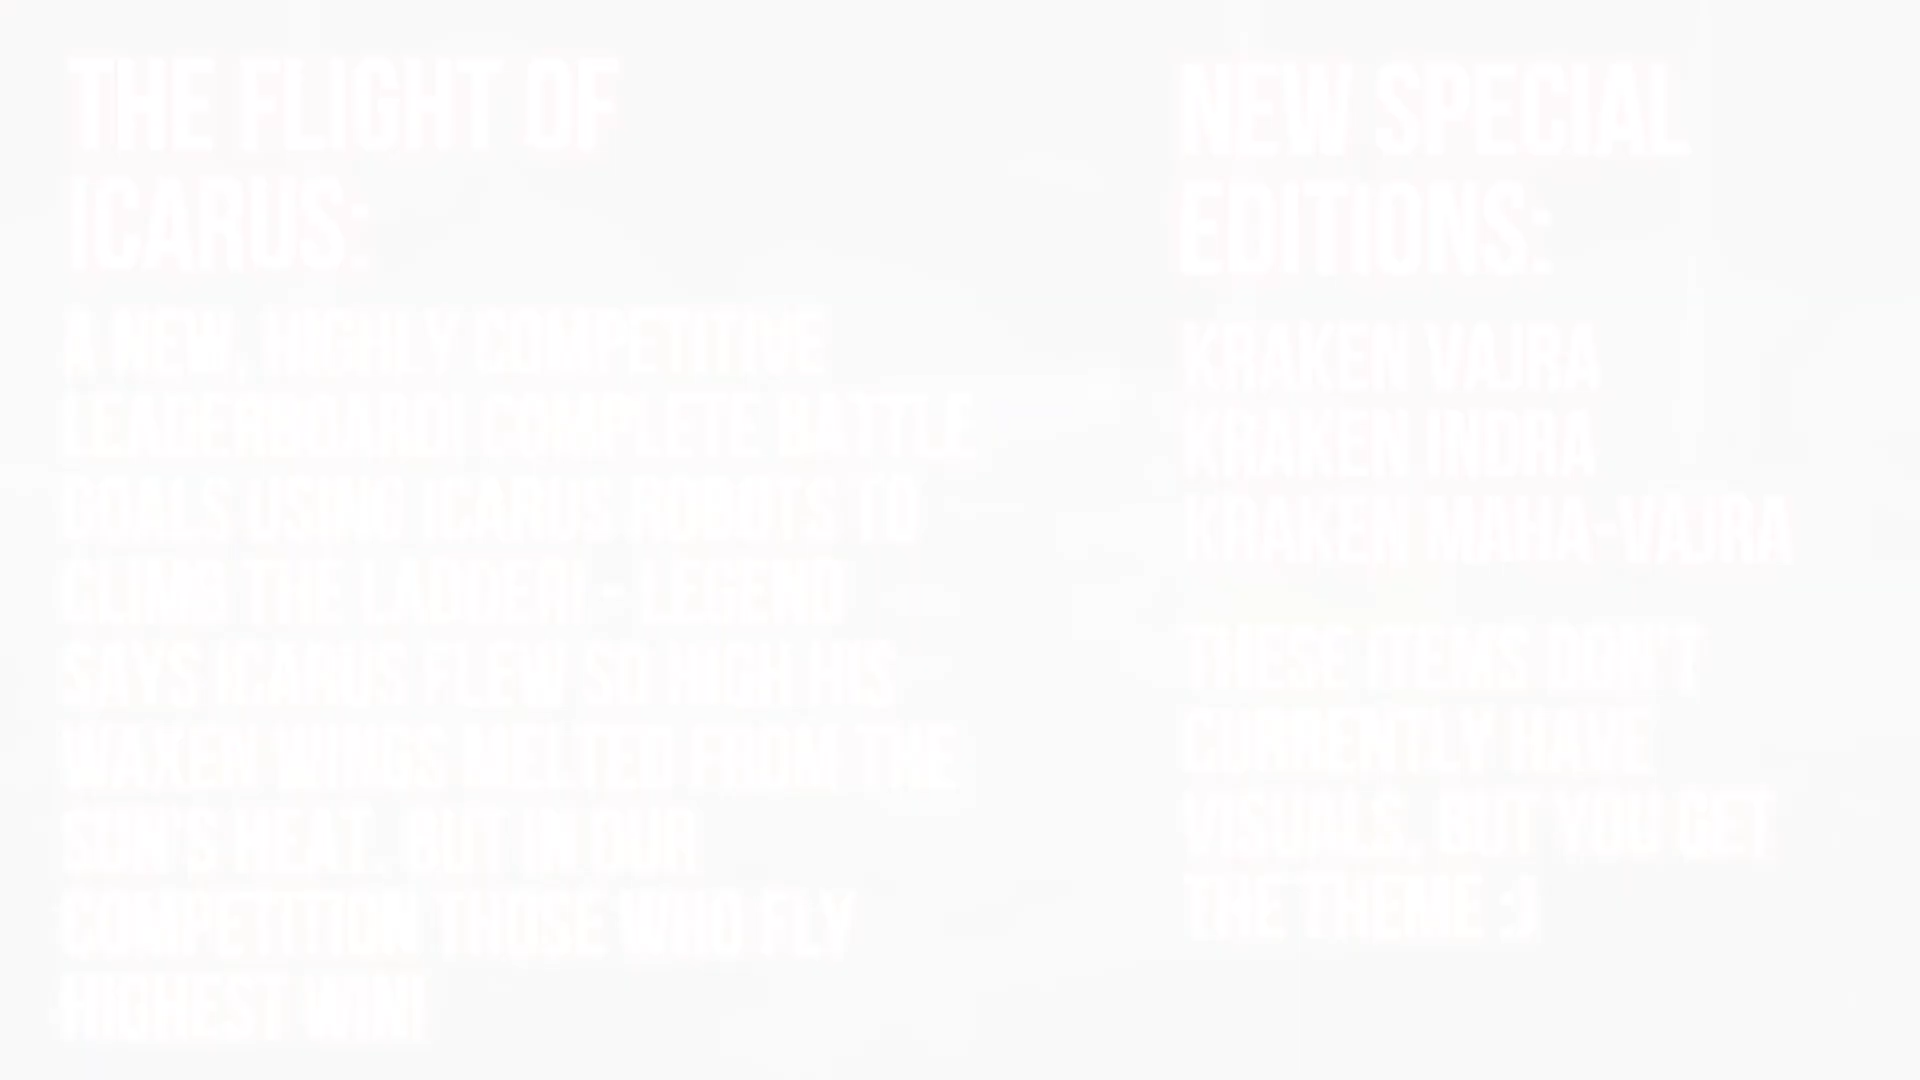 THE FLIGHT OF
ICARUS:
A NEW, HIGHLY COMPETITIVE
LEADERBOARD! COMPLETE BATTLE
GOALS USING ICARUS ROBOTS TO
CLIMB THE LADDER! - LEGEND
SAYS ICARUS FLEW SO HIGH HIS
WAXEN WINGS MELTED FROM THE
SUN'S HEAT. BUT IN OUR
COMPETITION THOSE WHO FLY
HIGHEST WIN!
NEW SPECIAL
EDITIONS:
KRAKEN VAJRA
KRAKEN INDRA
KRAKEN MAHA-VAJRA
THESE ITEMS DON'T
CURRENTLY HAVE
VISUALS, BUT YOU GET
THE THEME ;)